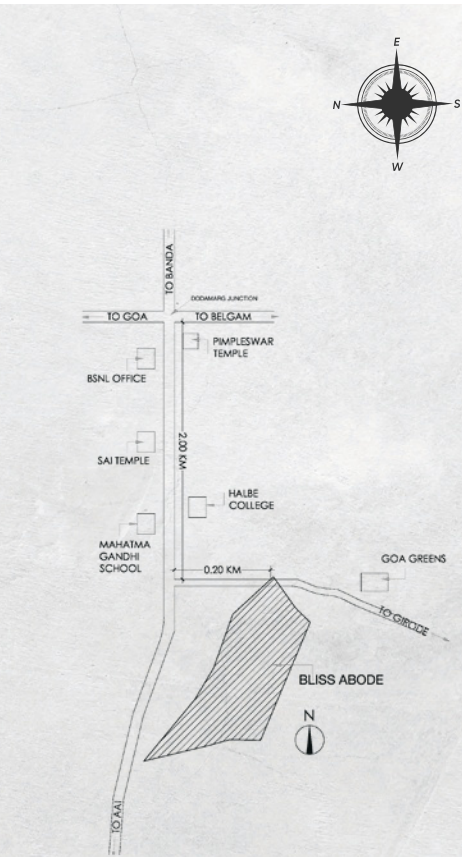 E
N
S
W
TO BANDA
DODAMARG JUNCTION
TO GOA
TO BELGAM
PIMPLESWAR
TEMPLE
BSNL OFFICE
SAI TEMPLE
2.00 KM
HALBE
COLLEGE
MAHATMA
GANDHI
SCHOOL
0.20 KM
GOA GREENS
TO GIRODE
BLISS ABODE
N
TO AAI